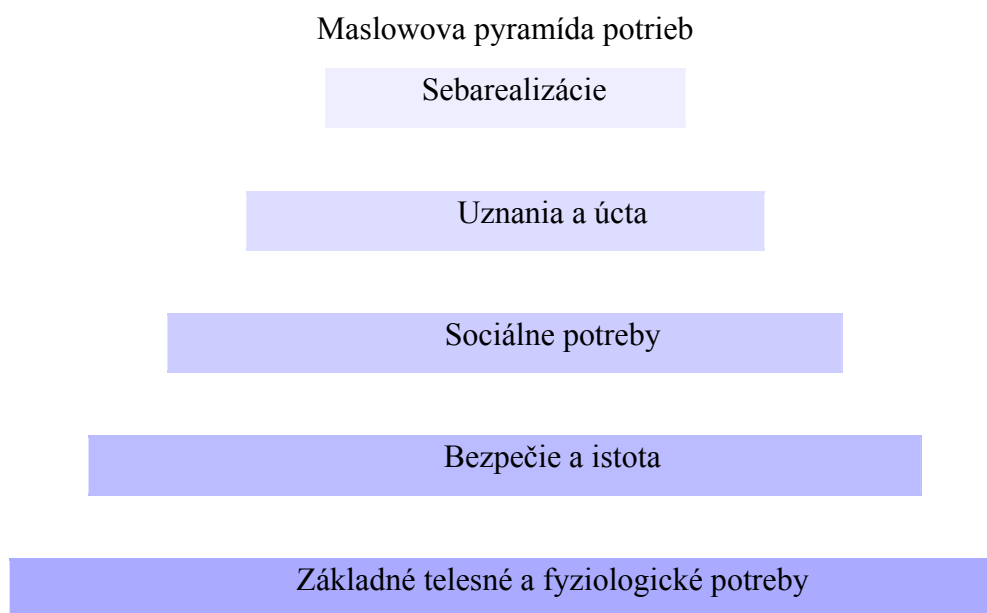 Maslowova pyramída potrieb
Sebarealizácie
Uznania a úcta
Sociálne potreby
Bezpečie a istota
Základné telesné a fyziologické potreby